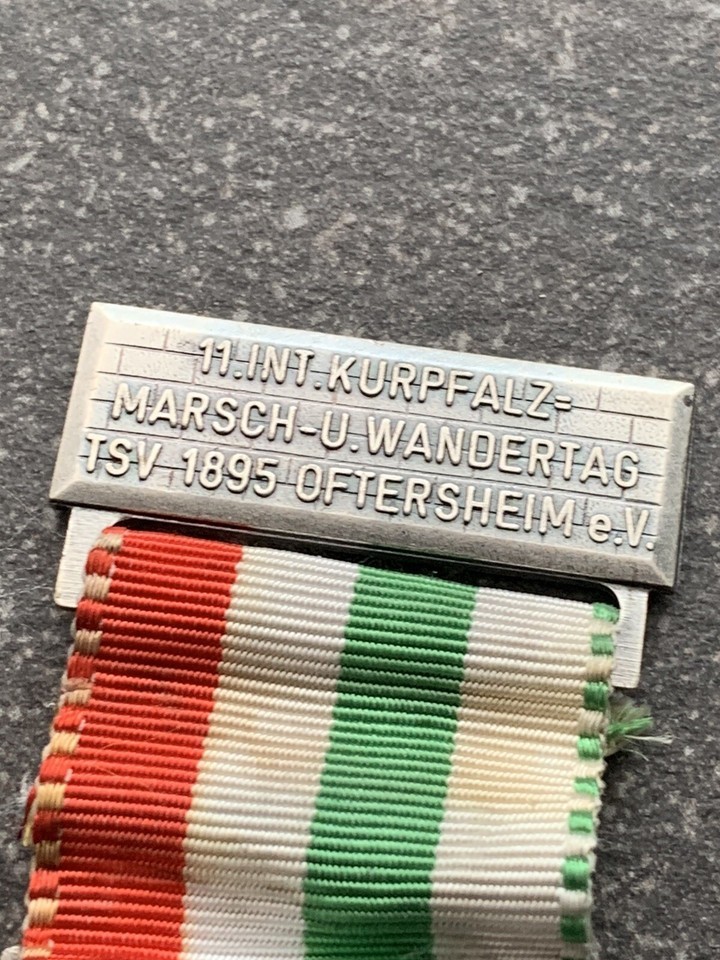 11. INT. KURPFALZ=
MARSCH-U. WANDERTAG
TSV 1895 OFTERSHEIM e.V.